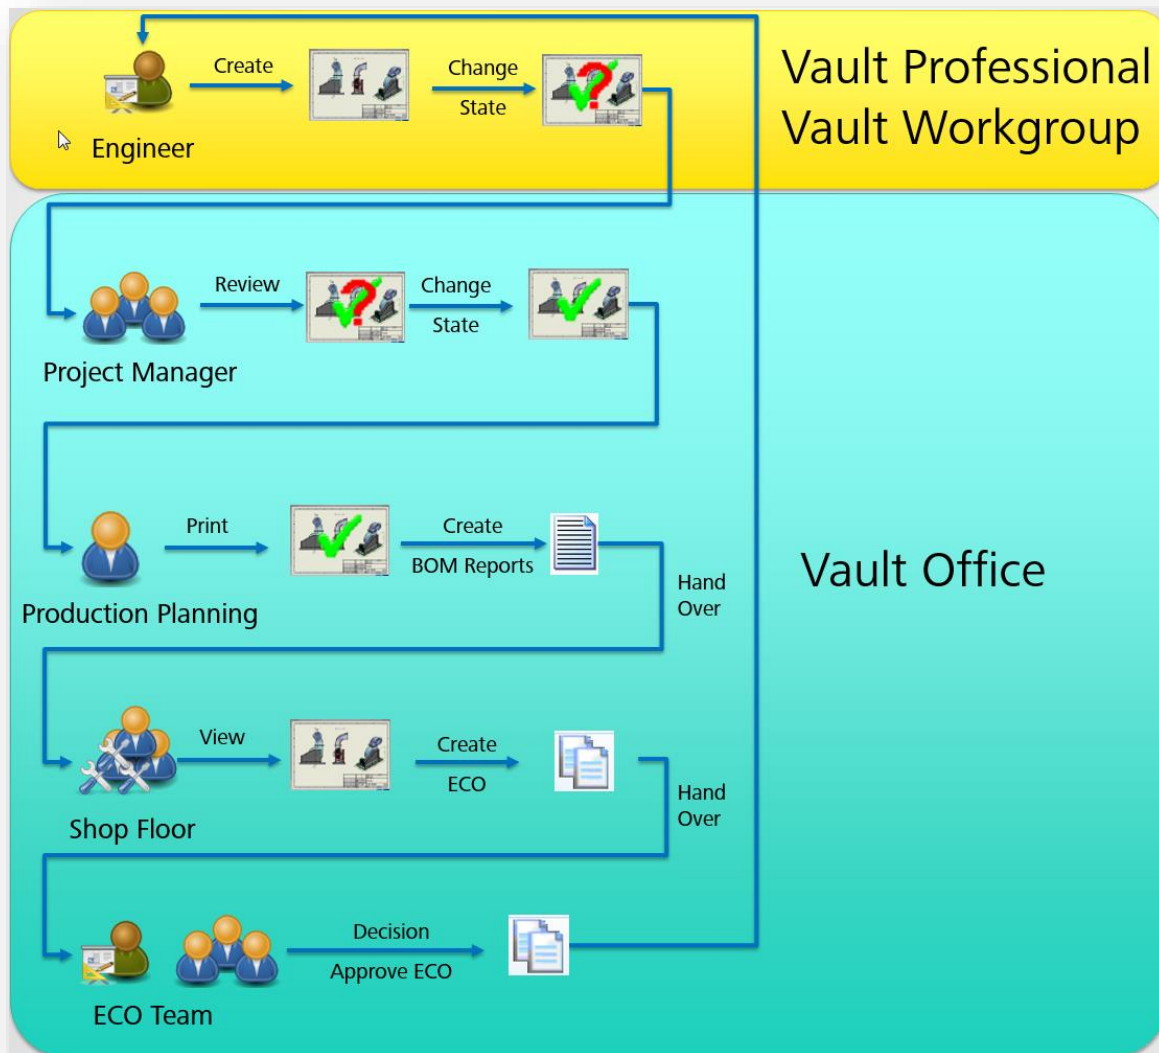 Vault Professional
Vault Workgroup
Create
Change
State
Engineer
Review
Change
State
Project Manager
Print
Create
BOM Reports
Production Planning
Hand
Over
Vault Office
View
Create
ECO
Shop Floor
Hand
Over
Decision
Approve ECO
ECO Team